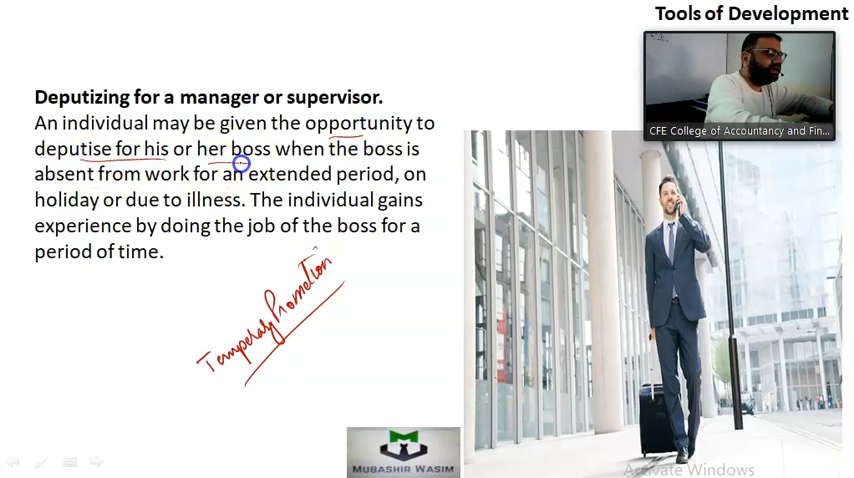 Tools of Development
CFE College of Accountancy and Fin...
Deputizing for a manager or supervisor.
An individual may be given the opportunity to
deputise for his or her boss when the boss is
absent from work for an extended period, on
holiday or due to illness. The individual gains
experience by doing the job of the boss for a
period of time.
Temperaly Promotion
MUBASHIR WASIM
Activate Windows